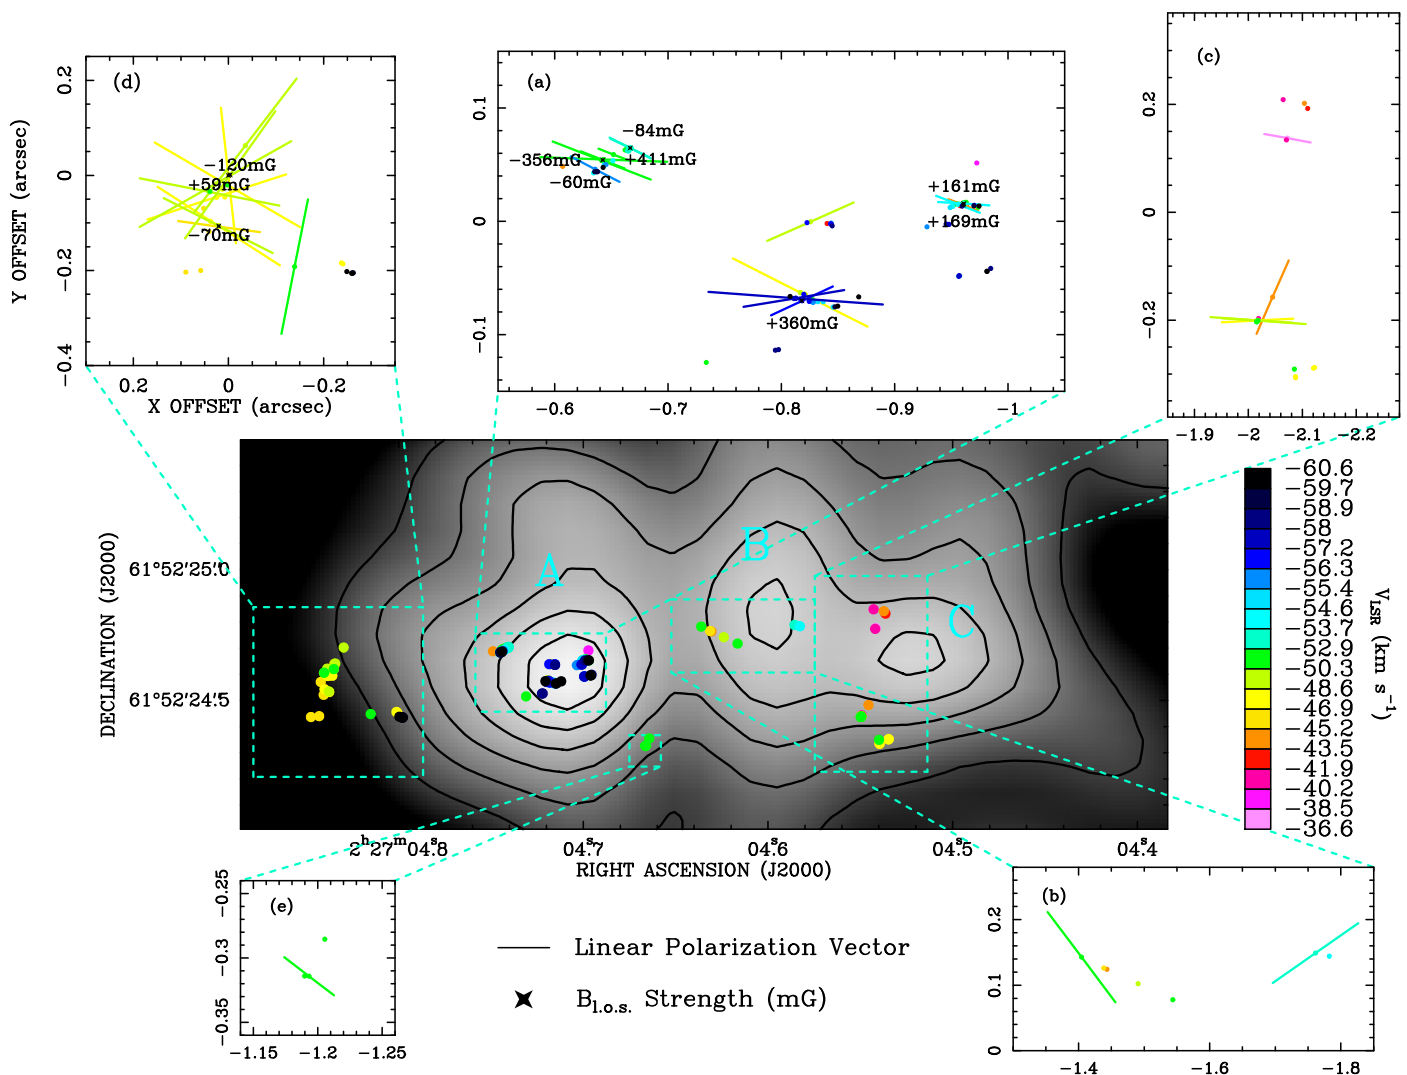 (d)
0.2
0
−0.2
−0.4
Y OFFSET (arcsec)
−120mG
+59mG
−70mG
0.2
0
−0.2
X OFFSET (arcsec)
(a)
0.1
0
−0.1
−84mG
−356mG
+411mG
−60mG
+161mG
+169mG
+360mG
−0.6
−0.7
−0.8
−0.9
−1
(c)
0.2
0
−0.2
−1.9
−2
−2.1
−2.2
A
B
C
DECLINATION (J2000)
61°52'25.0
61°52'24.5
2h27m04.s8
04.s7
04.s6
04.s5
04.s4
RIGHT ASCENSION (J2000)
−60.6
−59.7
−58.9
−58
−57.2
−56.3
−55.4
−54.6
−53.7
−52.9
−50.3
−48.6
−46.9
−45.2
−43.5
−41.9
−40.2
−38.5
−36.6
VLSR (km s−1)
(e)
−0.25
−0.3
−0.35
−1.15
−1.2
−1.25
Linear Polarization Vector
Bl.o.s. Strength (mG)
(b)
0.2
0.1
0
−1.4
−1.6
−1.8